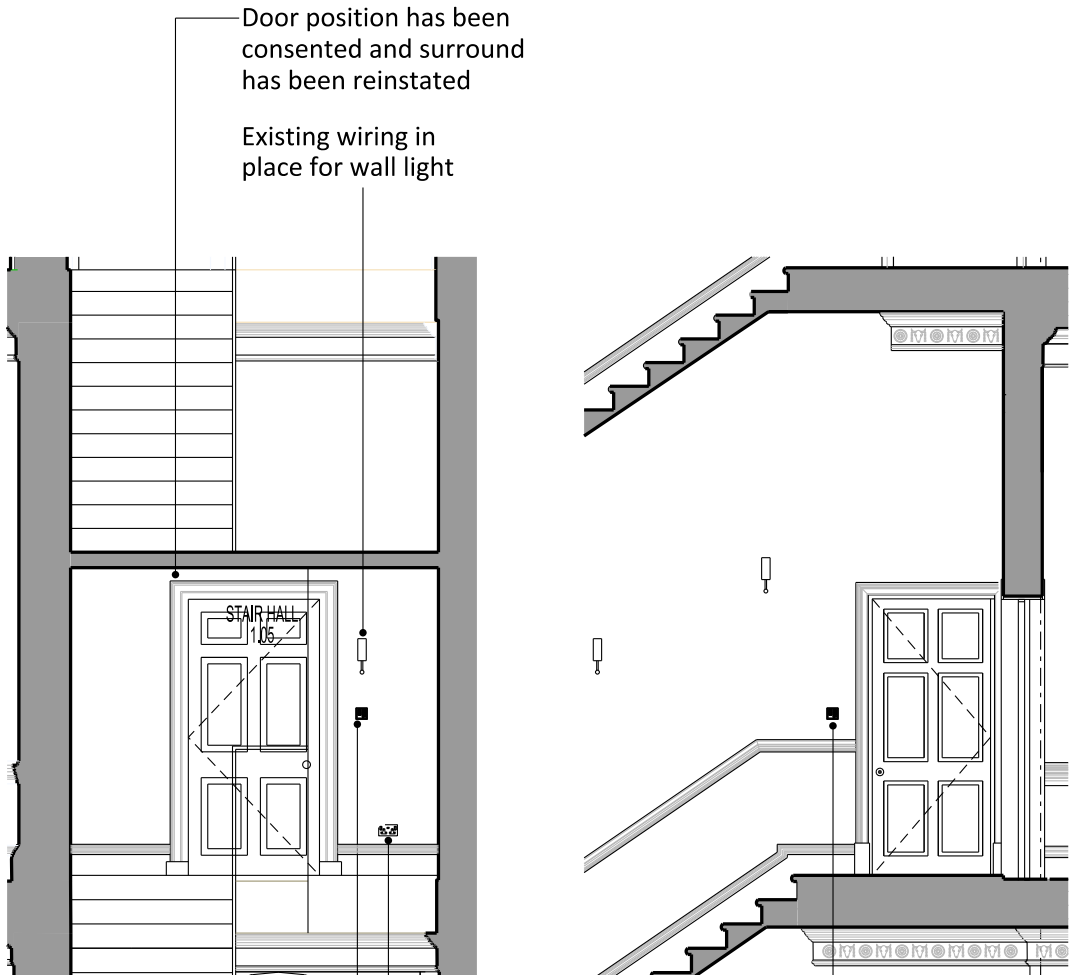 Door position has been
consented and surround
has been reinstated
Existing wiring in
place for wall light
STAIR HALL
1.05